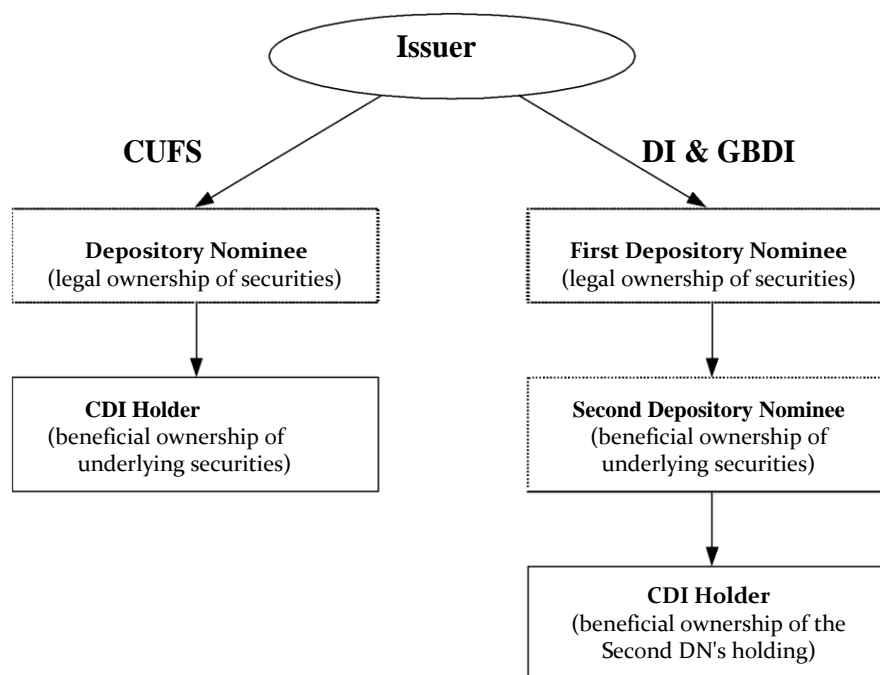 Issuer
CUFS
DI & GBDI
Depository Nominee
(legal ownership of securities)
First Depository Nominee
(legal ownership of securities)
CDI Holder
(beneficial ownership of
underlying securities)
Second Depository Nominee
(beneficial ownership of
underlying securities)
CDI Holder
(beneficial ownership of the
Second DN's holding)